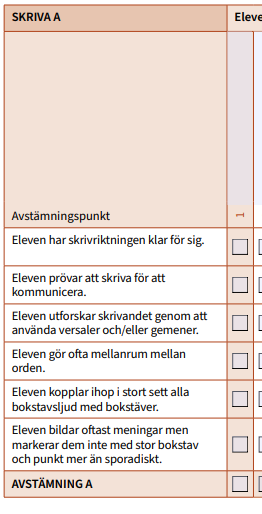 SKRIVA A
Eleve
Avstämningspunkt
1
Eleven har skrivriktningen klar för sig.
Eleven prövar att skriva för att
kommunicera.
Eleven utforskar skrivandet genom att
använda versaler och/eller gemener.
Eleven gör ofta mellanrum mellan
orden.
Eleven kopplar ihop i stort sett alla
bokstavsljud med bokstäver.
Eleven bildar oftast meningar men
markerar dem inte med stor bokstav
och punkt mer än sporadiskt.
AVSTÄMNING A